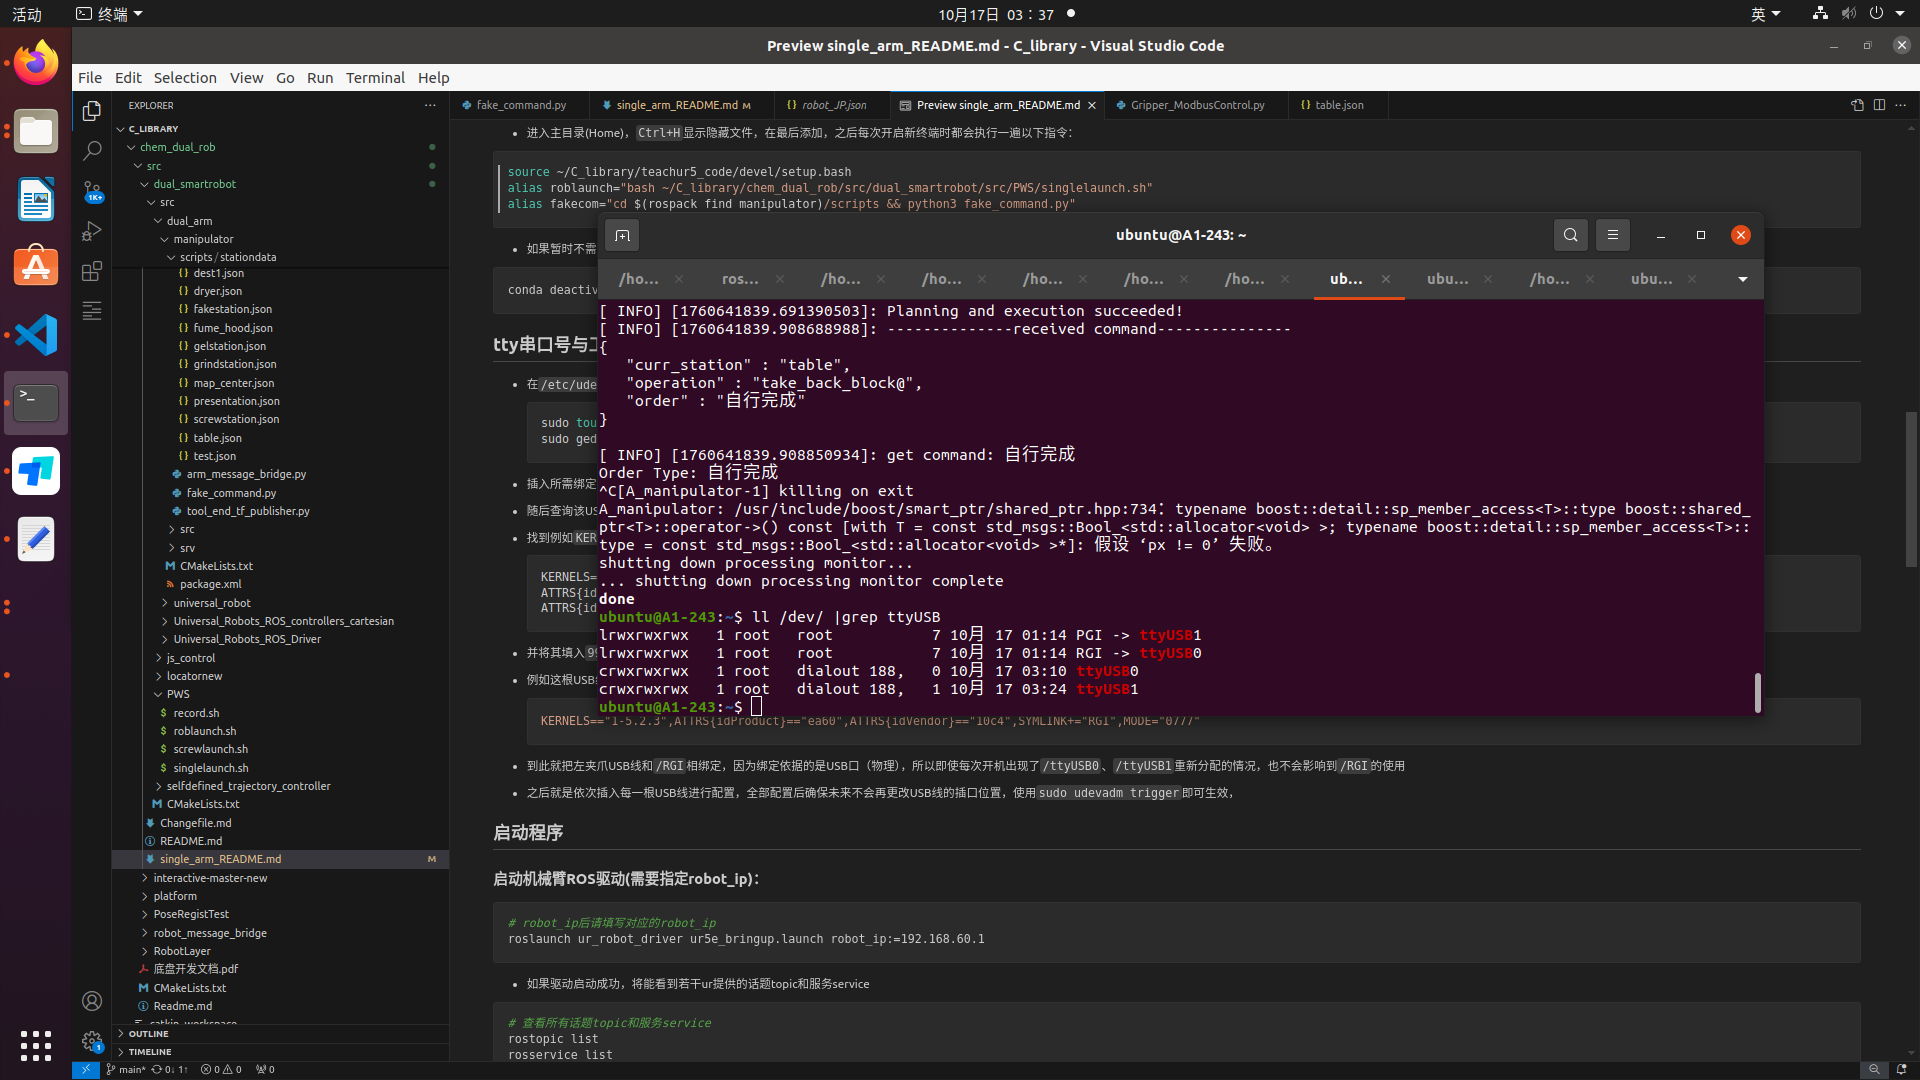 活动
终端
10月17日 03：37
英
Preview single_arm_README.md - C_library - Visual Studio Code
File Edit Selection View Go Run Terminal Help
EXPLORER
C_LIBRARY
chem_dual_rob
src
dual_smartrobot
src
dual_arm
manipulator
scripts/stationdata
dest1.json
dryer.json
fakestation.json
fume_hood.json
gelstation.json
grindstation.json
map_center.json
presentation.json
screwstation.json
table.json
test.json
arm_message_bridge.py
fake_command.py
tool_end_tf_publisher.py
src
srv
CMakeLists.txt
package.xml
universal_robot
Universal_Robots_ROS_controllers_cartesian
Universal_Robots_ROS_Driver
js_control
locatornew
PWS
record.sh
roblaunch.sh
screwlaunch.sh
singlelaunch.sh
selfdefined_trajectory_controller
CMakeLists.txt
Changefile.md
README.md
single_arm_README.md M
interactive-master-new
platform
PoseRegistTest
robot_message_bridge
RobotLayer
底盘开发文档.pdf
CMakeLists.txt
Readme.md
OUTLINE
TIMELINE
1K+
1
main* 0↓ 1↑ 0 0 0
fake_command.py
single_arm_README.md M
robot_JP.json
Preview single_arm_README.md
Gripper_ModbusControl.py
table.json
进入主目录(Home)，Ctrl+H显示隐藏文件，在最后添加，之后每次开启新终端时都会执行一遍以下指令：
source ~/C_library/teachur5_code/devel/setup.bash
alias roblaunch="bash ~/C_library/chem_dual_rob/src/dual_smartrobot/src/PWS/singlelaunch.sh"
alias fakecom="cd $(rospack find manipulator)/scripts && python3 fake_command.py"
如果暂时不需
conda deactiv
tty串口号与工
在/etc/ude
sudo tou
sudo ged
插入所需绑定
随后查询该US
找到例如KER
KERNELS=
ATTRS{id
ATTRS{id
并将其填入99
例如这根USB
KERNELS=="1-5.2.3",ATTRS{idProduct}=="ea60",ATTRS{idVendor}=="10c4",SYMLINK+="RGI",MODE="0777"
到此就把左夹爪USB线和/RGI相绑定，因为绑定依据的是USB口（物理），所以即使每次开机出现了/ttyUSB0、/ttyUSB1重新分配的情况，也不会影响到/RGI的使用
之后就是依次插入每一根USB线进行配置，全部配置后确保未来不会再更改USB线的插口位置，使用sudo udevadm trigger即可生效，
启动程序
启动机械臂ROS驱动(需要指定robot_ip)：
# robot_ip后请填写对应的robot_ip
roslaunch ur_robot_driver ur5e_bringup.launch robot_ip:=192.168.60.1
如果驱动启动成功，将能看到若干ur提供的话题topic和服务service
# 查看所有话题topic和服务service
rostopic list
rosservice list
ubuntu@A1-243: ~
/ho... ros... /ho... /ho... /ho... /ho... /ho... ub... ubu... /ho... ubu...
[ INFO] [1760641839.691390503]: Planning and execution succeeded!
[ INFO] [1760641839.908688988]: --------------received command---------------
{
"curr_station" : "table",
"operation" : "take_back_block@",
"order" : "自行完成"
}
[ INFO] [1760641839.908850934]: get command: 自行完成
Order Type: 自行完成
^C[A_manipulator-1] killing on exit
A_manipulator: /usr/include/boost/smart_ptr/shared_ptr.hpp:734: typename boost::detail::sp_member_access<T>::type boost::shared_
ptr<T>::operator->() const [with T = const std_msgs::Bool_<std::allocator<void> >; typename boost::detail::sp_member_access<T>::
type = const std_msgs::Bool_<std::allocator<void> >*]: 假设 ‘px != 0’ 失败。
shutting down processing monitor...
... shutting down processing monitor complete
done
ubuntu@A1-243:~$ ll /dev/ |grep ttyUSB
lrwxrwxrwx 1 root root 7 10月 17 01:14 PGI -> ttyUSB1
lrwxrwxrwx 1 root root 7 10月 17 01:14 RGI -> ttyUSB0
crwxrwxrwx 1 root dialout 188, 0 10月 17 03:10 ttyUSB0
crwxrwxrwx 1 root dialout 188, 1 10月 17 03:24 ttyUSB1
ubuntu@A1-243:~$